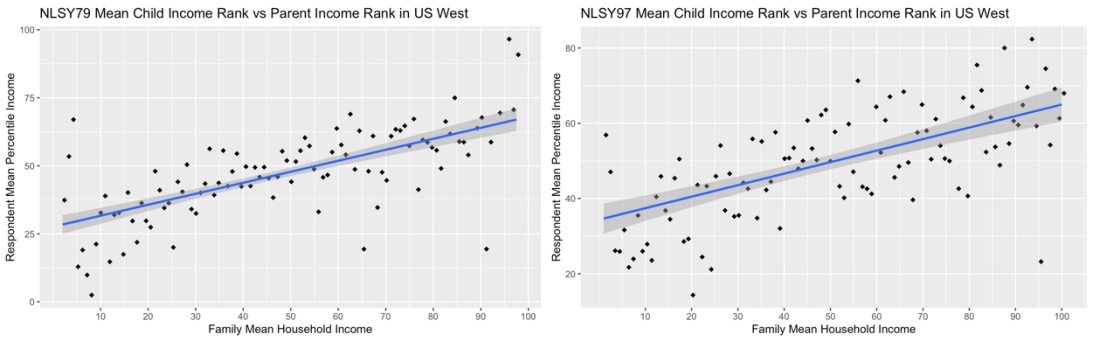 NLSY79 Mean Child Income Rank vs Parent Income Rank in US West
Respondent Mean Percentile Income
100
75
50
25
0
10 20 30 40 50 60 70 80 90 100
Family Mean Household Income
NLSY97 Mean Child Income Rank vs Parent Income Rank in US West
Respondent Mean Percentile Income
80
60
40
20
10 20 30 40 50 60 70 80 90 100
Family Mean Household Income